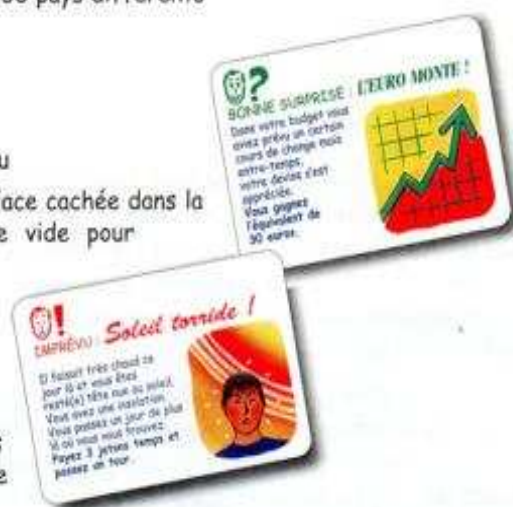 pays différents
?
BONNE SURPRISE : L'EURO MONTE !
Dans votre budget vous
aviez prévu un certain
cours de change mais
entre-temps,
votre devise s'est
appréciée.
Vous gagnez
l'équivalent de
30 euros.
face cachée dans la
vide pour
!
IMPRÉVU : Soleil torride !
Il faisait très chaud ce
jour là et vous êtes
resté(e) tête nue au soleil.
Vous avez une insolation.
Vous passez un jour de plus
là où vous vous trouvez.
Payez 3 jetons temps et
passez un tour.